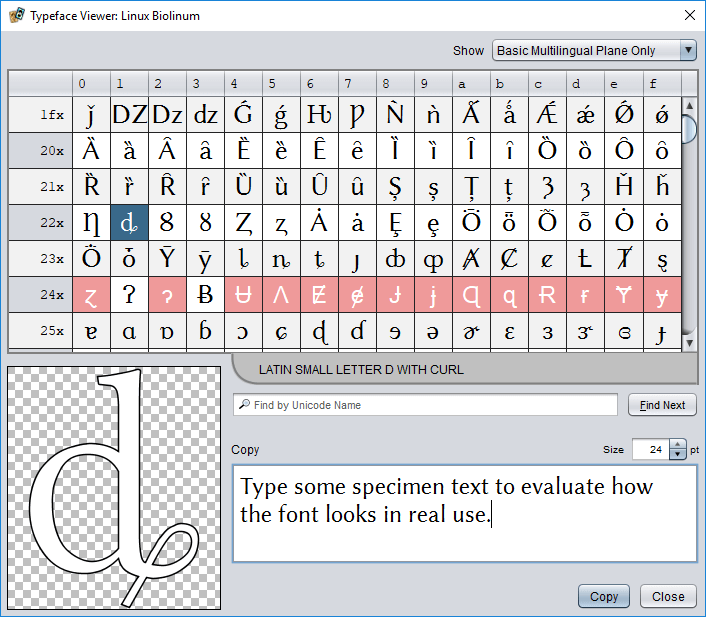 Typeface Viewer: Linux Biolinum
Show Basic Multilingual Plane Only
0 1 2 3 4 5 6 7 8 9 a b c d e f
1fx ǰ Ǳ ǲ ǳ Ǵ ǵ Ƕ Ƿ Ǹ ǹ Ǻ ǻ Ǽ ǽ Ǿ ǿ
20x Ȁ ȁ Ȃ ȃ Ȅ ȅ Ȇ ȇ Ȉ ȉ Ȋ ȋ Ȍ ȍ Ȏ ȏ
21x Ȑ ȑ Ȓ ȓ Ȕ ȕ Ȗ ȗ Ș ș Ț ț Ȝ ȝ Ȟ ȟ
22x Ƞ ȡ Ȣ ȣ Ȥ ȥ Ȧ ȧ Ȩ ȩ Ȫ ȫ Ȭ ȭ Ȯ ȯ
23x Ȱ ȱ Ȳ ȳ ȴ ȵ ȶ ȷ ȸ ȹ Ⱥ Ȼ ȼ Ƚ Ⱦ ȿ
24x ɀ Ɂ ɂ Ƀ Ʉ Ʌ Ɇ ɇ Ɉ ɉ Ɋ ɋ Ɍ ɍ Ɏ ɏ
25x ɐ ɑ ɒ ɓ ɔ ɕ ɖ ɗ ɘ ə ɚ ɛ ɜ ɝ ɞ ɟ
ȡ
LATIN SMALL LETTER D WITH CURL
Find by Unicode Name
Find Next
Copy
Size 24 pt
Type some specimen text to evaluate how
the font looks in real use.
Copy
Close